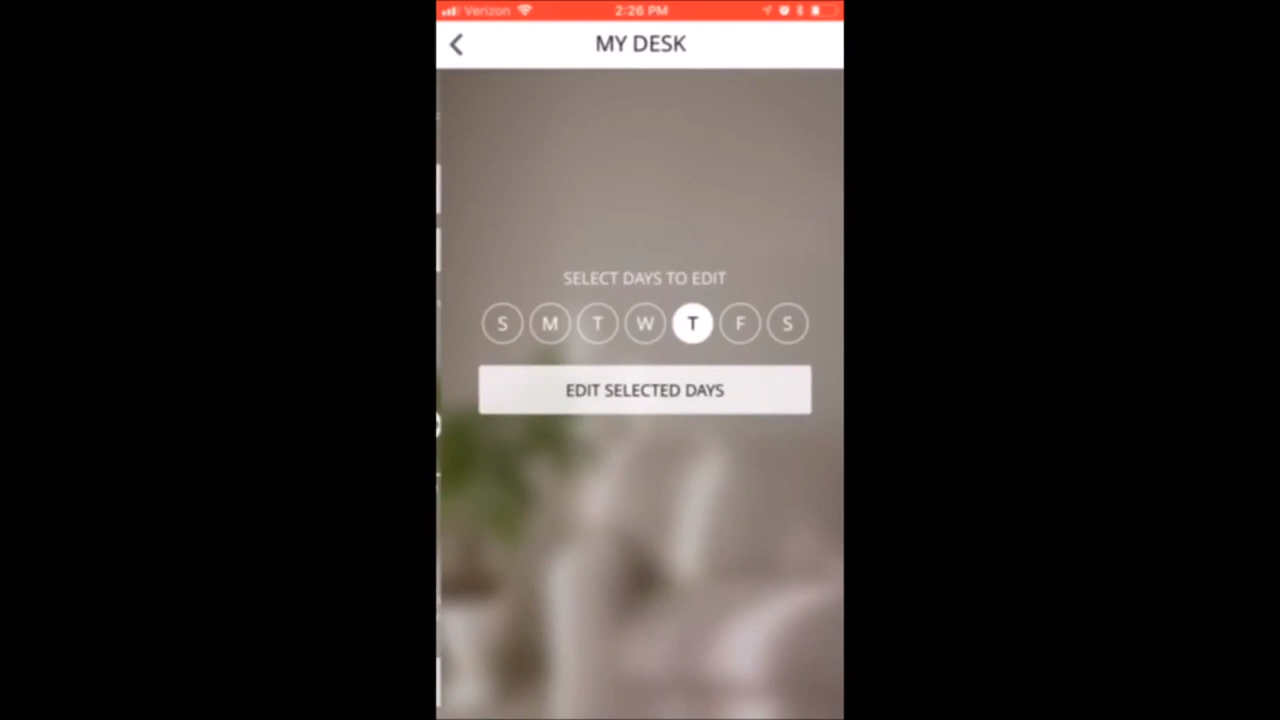 Verizon 2:26 PM
MY DESK
SELECT DAYS TO EDIT
S M T W T F S
EDIT SELECTED DAYS